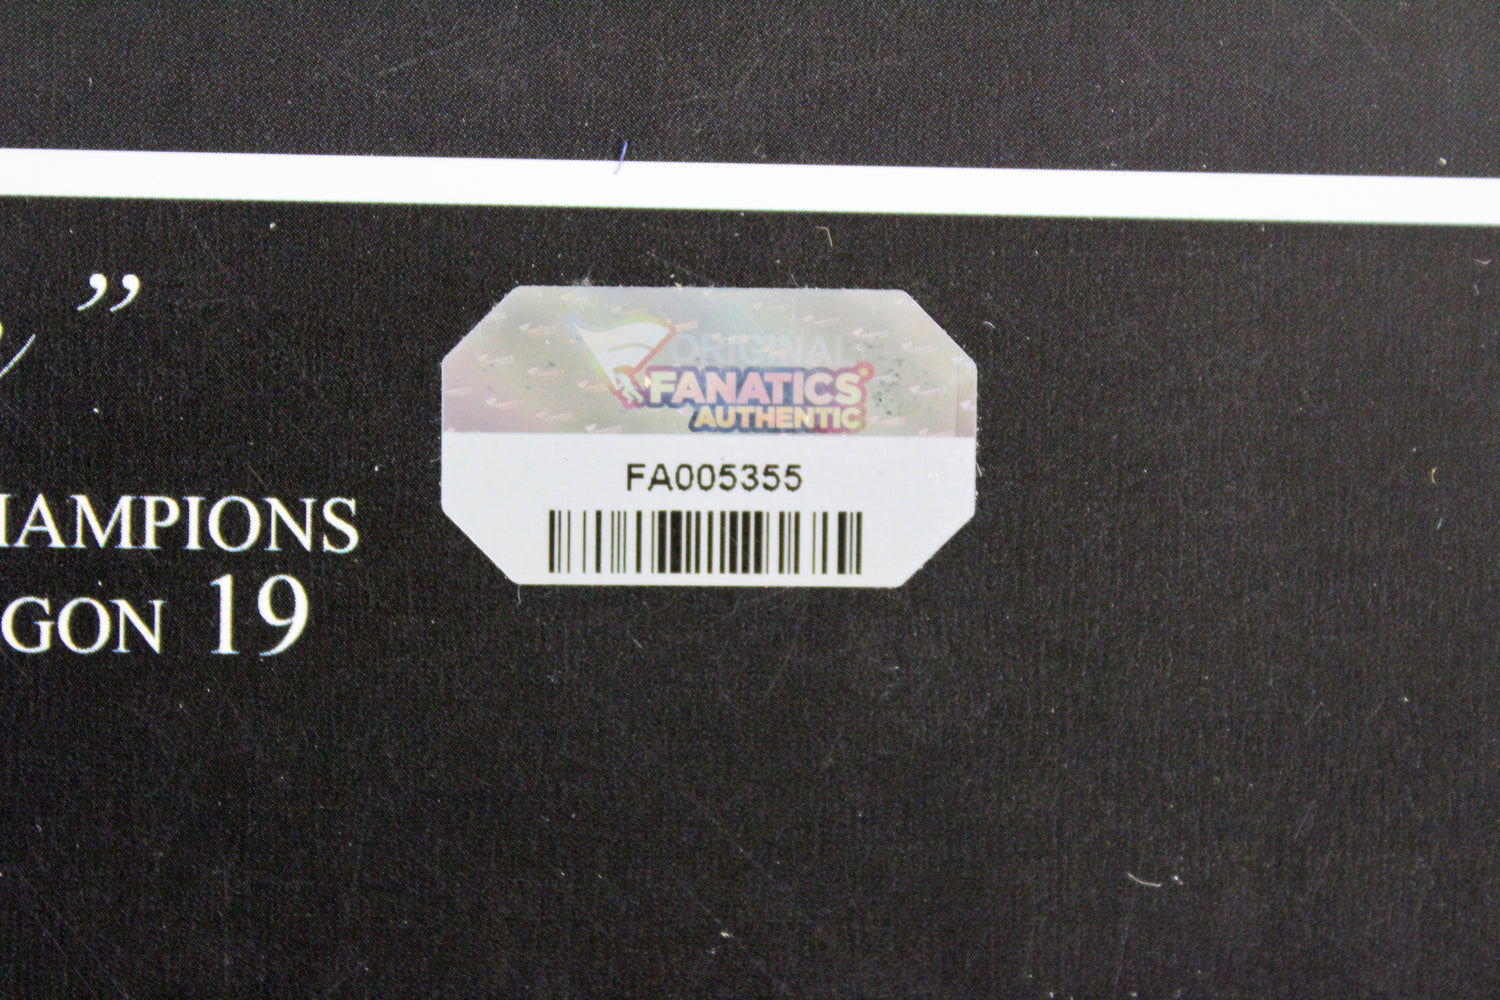 ”
HAMPIONS
GON 19
ORIGINAL
FANATICS®
AUTHENTIC
FA005355